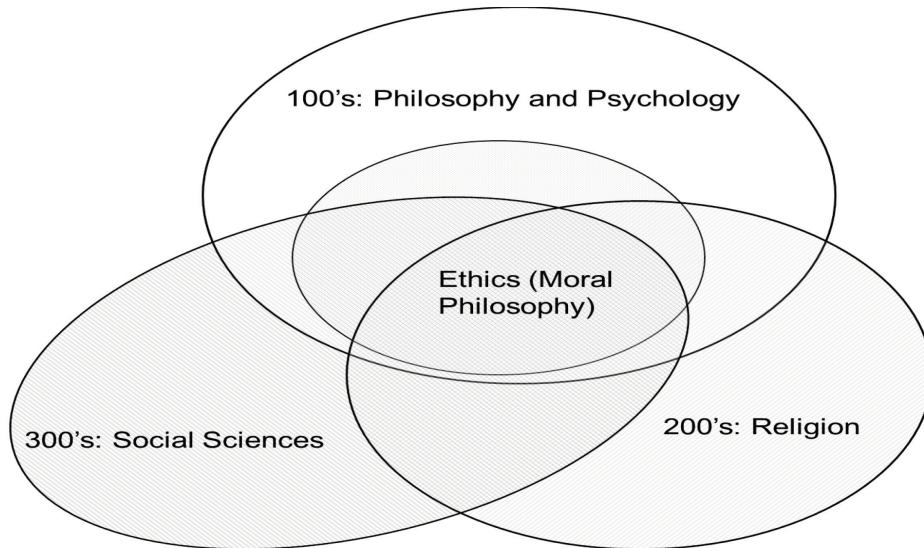 100’s: Philosophy and Psychology
Ethics (Moral
Philosophy)
200’s: Religion
300’s: Social Sciences